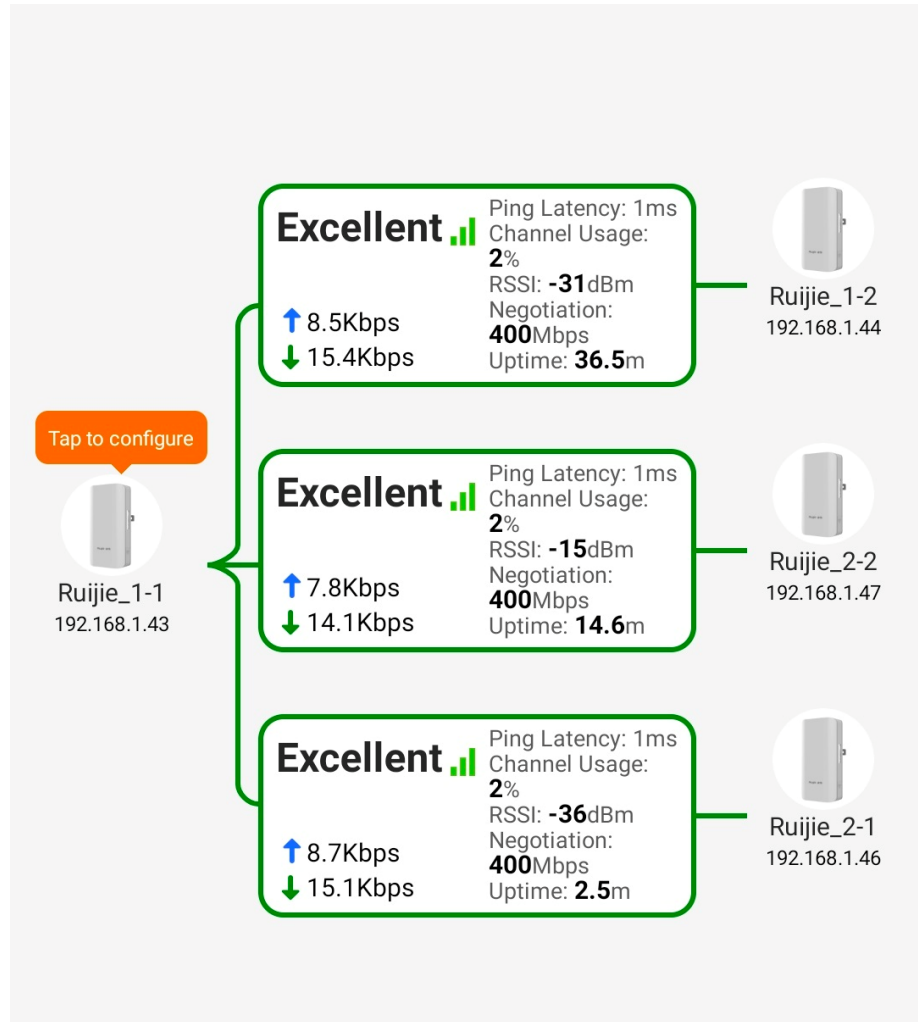 Excellent
Ping Latency: 1ms
Channel Usage:
2%
RSSI: -31dBm
Negotiation:
400Mbps
Uptime: 36.5m
8.5Kbps
15.4Kbps
Ruijie_1-2
192.168.1.44
Tap to configure
Ruijie_1-1
192.168.1.43
Excellent
Ping Latency: 1ms
Channel Usage:
2%
RSSI: -15dBm
Negotiation:
400Mbps
Uptime: 14.6m
7.8Kbps
14.1Kbps
Ruijie_2-2
192.168.1.47
Excellent
Ping Latency: 1ms
Channel Usage:
2%
RSSI: -36dBm
Negotiation:
400Mbps
Uptime: 2.5m
8.7Kbps
15.1Kbps
Ruijie_2-1
192.168.1.46